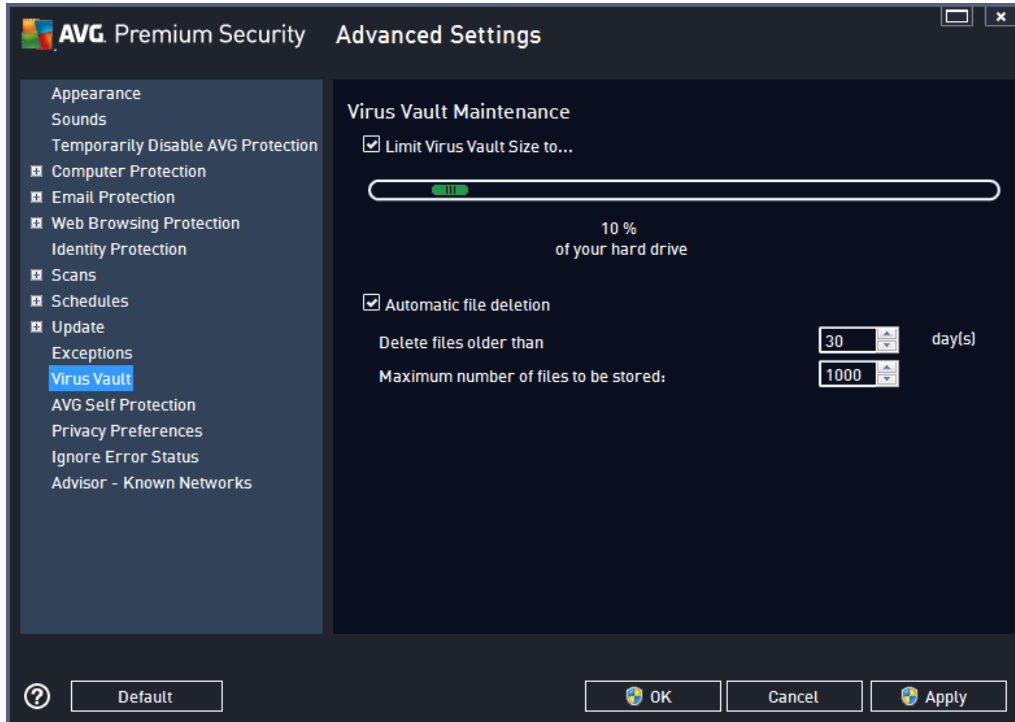 AVG. Premium Security
Advanced Settings
Appearance
Sounds
Temporarily Disable AVG Protection
Computer Protection
Email Protection
Web Browsing Protection
Identity Protection
Scans
Schedules
Update
Exceptions
Virus Vault
AVG Self Protection
Privacy Preferences
Ignore Error Status
Advisor - Known Networks
Virus Vault Maintenance
Limit Virus Vault Size to...
10 %
of your hard drive
Automatic file deletion
Delete files older than 30 day(s)
Maximum number of files to be stored: 1000
? Default OK Cancel Apply